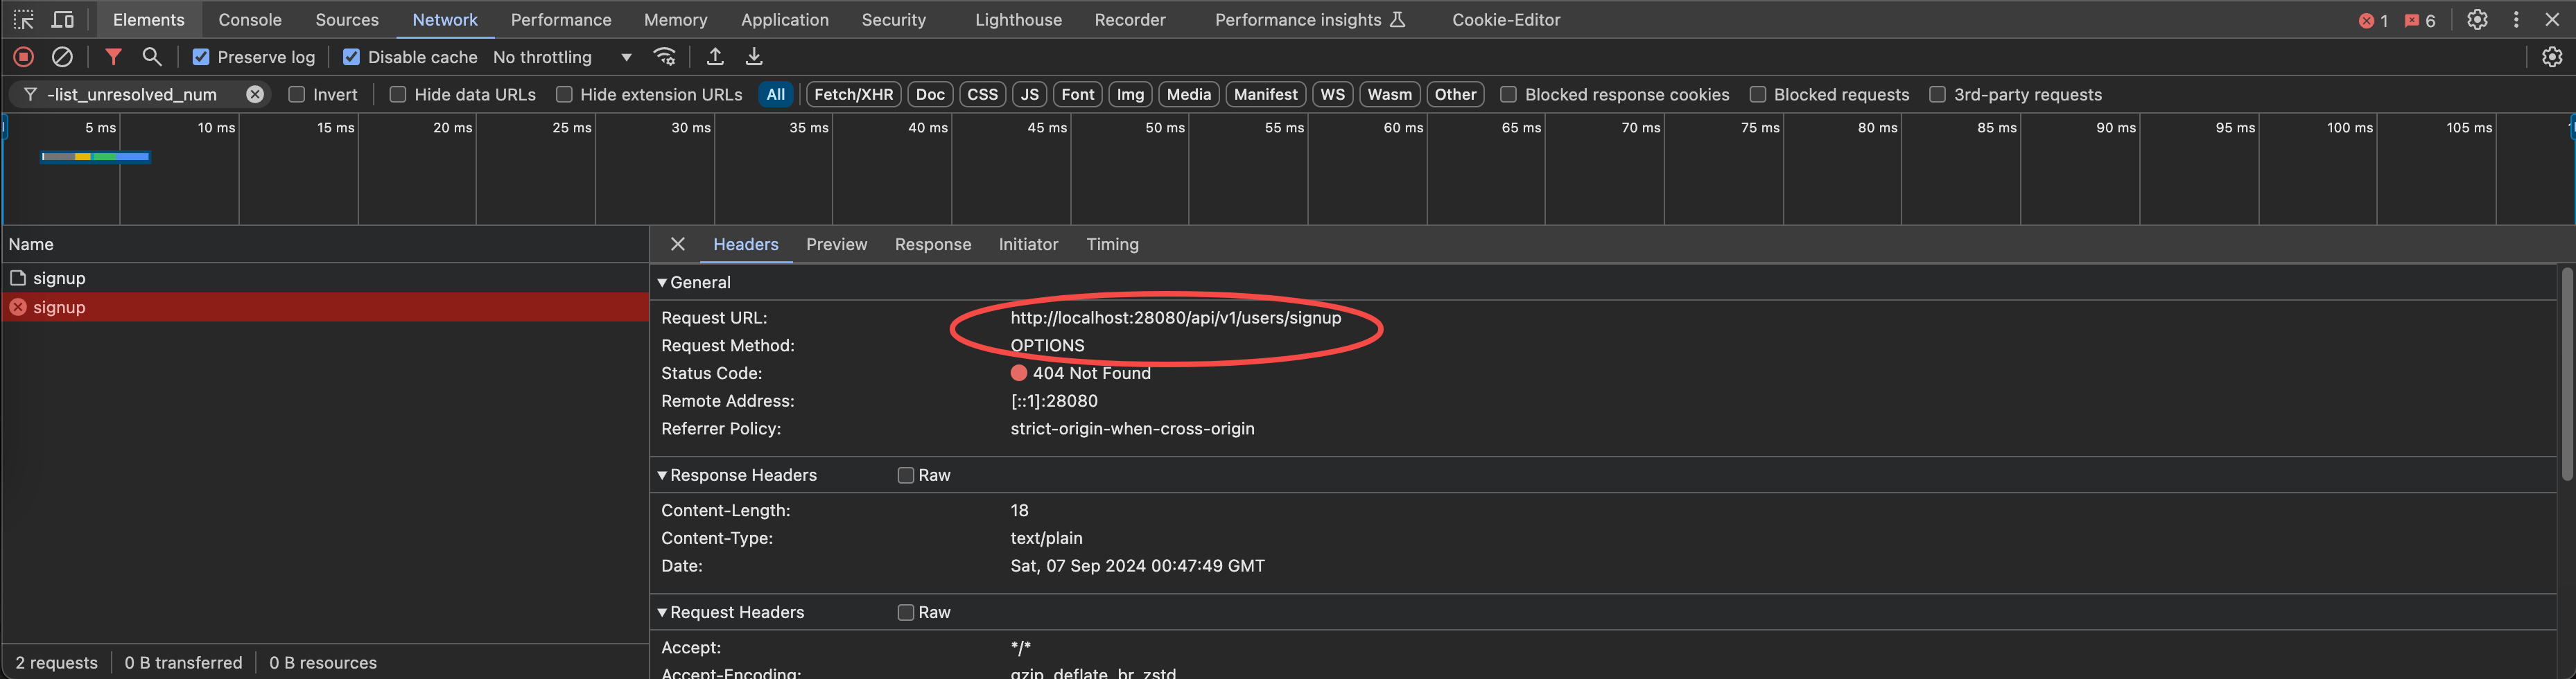 Elements Console Sources Network Performance Memory Application Security Lighthouse Recorder Performance insights Cookie-Editor 1 6
Preserve log Disable cache No throttling
-list_unresolved_num Invert Hide data URLs Hide extension URLs All Fetch/XHR Doc CSS JS Font Img Media Manifest WS Wasm Other Blocked response cookies Blocked requests 3rd-party requests
5 ms 10 ms 15 ms 20 ms 25 ms 30 ms 35 ms 40 ms 45 ms 50 ms 55 ms 60 ms 65 ms 70 ms 75 ms 80 ms 85 ms 90 ms 95 ms 100 ms 105 ms
Name
signup
signup
2 requests 0 B transferred 0 B resources
Headers Preview Response Initiator Timing
General
Request URL: http://localhost:28080/api/v1/users/signup
Request Method: OPTIONS
Status Code: 404 Not Found
Remote Address: [::1]:28080
Referrer Policy: strict-origin-when-cross-origin
Response Headers Raw
Content-Length: 18
Content-Type: text/plain
Date: Sat, 07 Sep 2024 00:47:49 GMT
Request Headers Raw
Accept: */*
Accept-Encoding: gzip, deflate, br, zstd